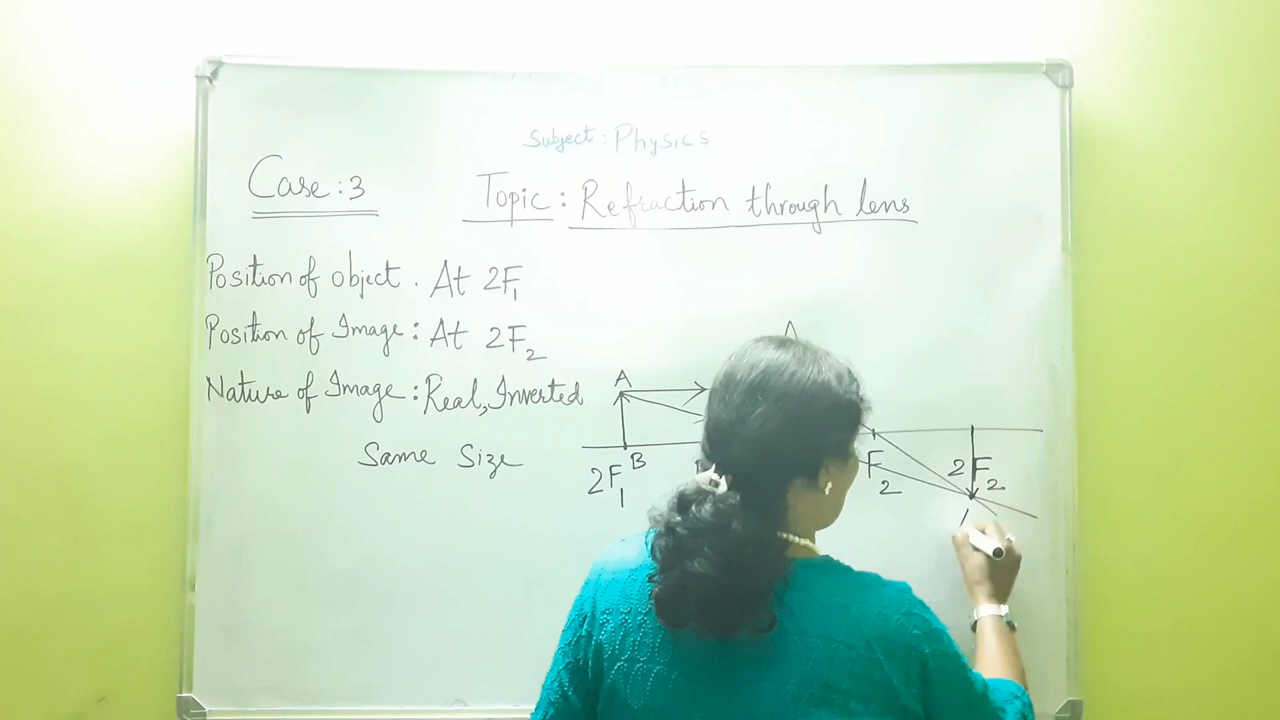 Subject: Physics
Case: 3
Topic: Refraction through lens
Position of object. At 2F1
Position of Image: At 2F2
Nature of Image: Real, Inverted
Same Size
A
B
2F1
F2
2F2